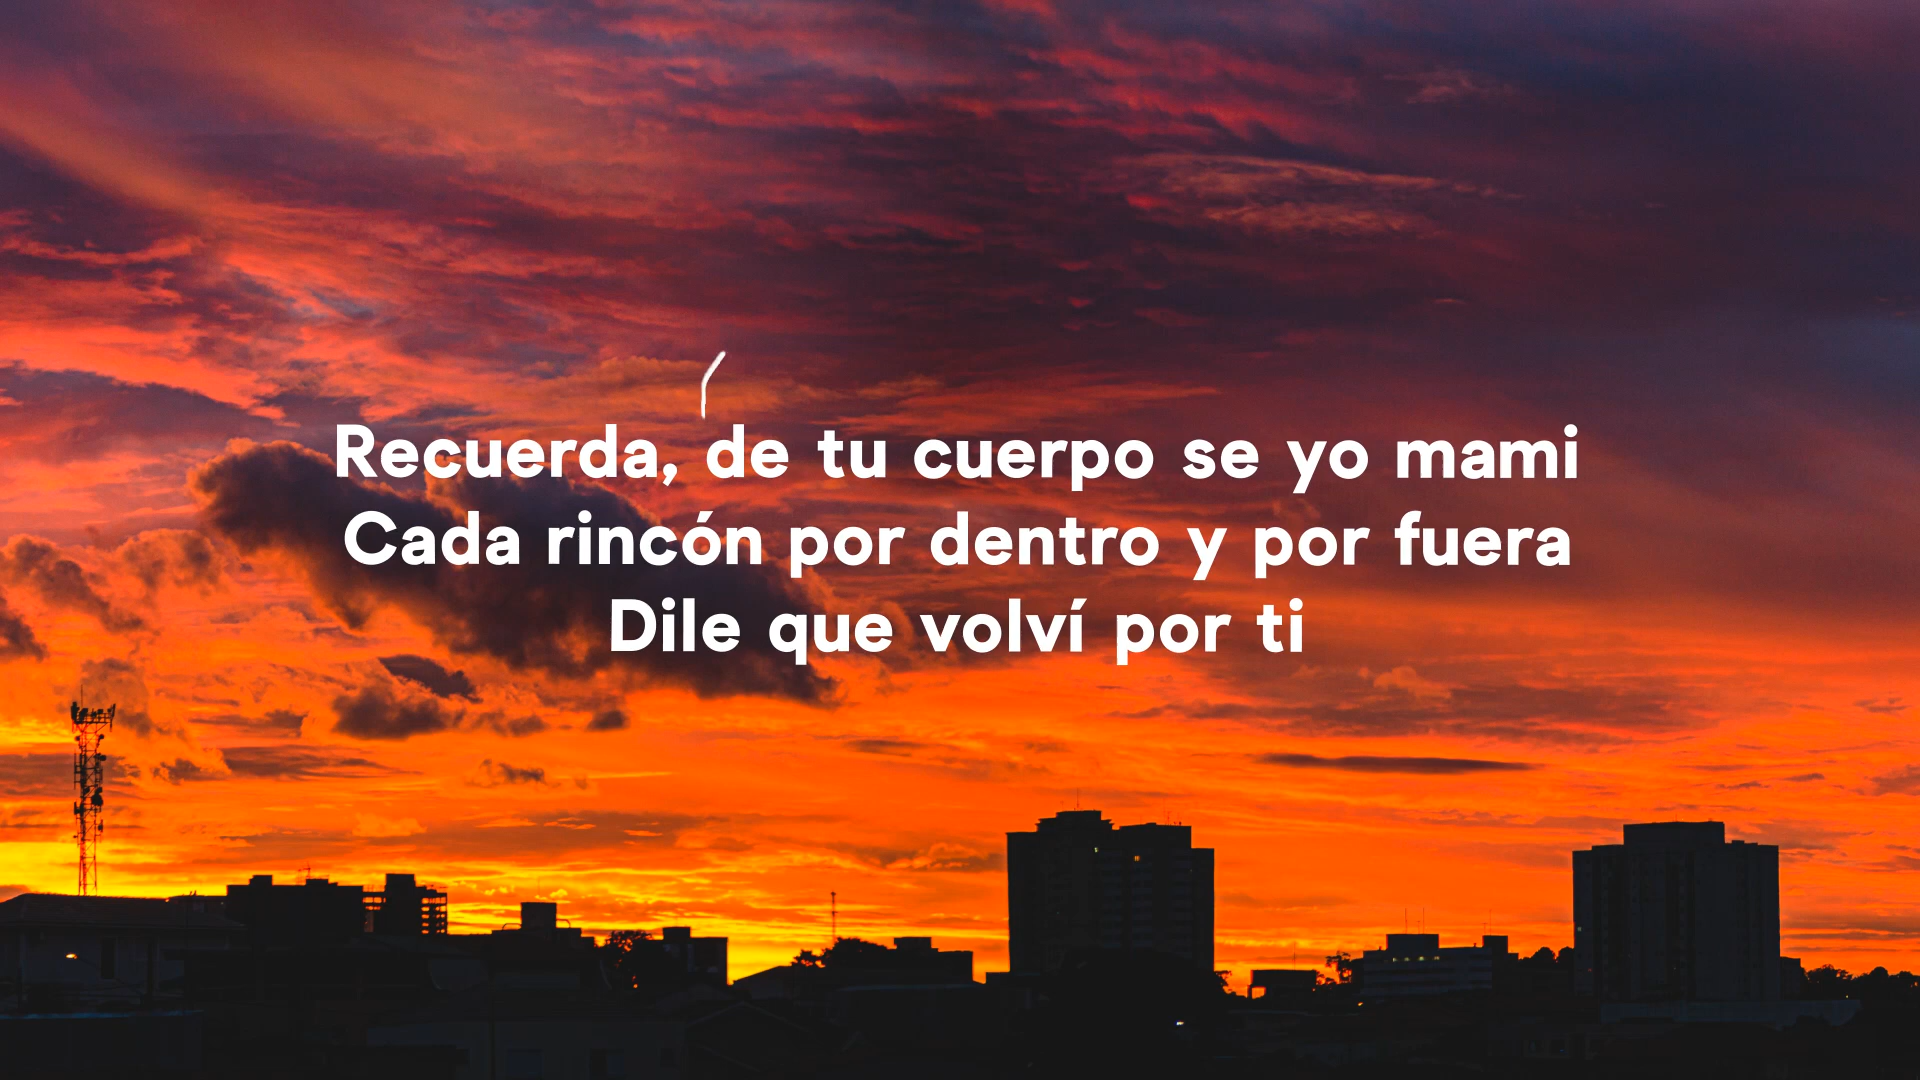 Recuerda, de tu cuerpo se yo mami
Cada rincón por dentro y por fuera
Dile que volví por ti